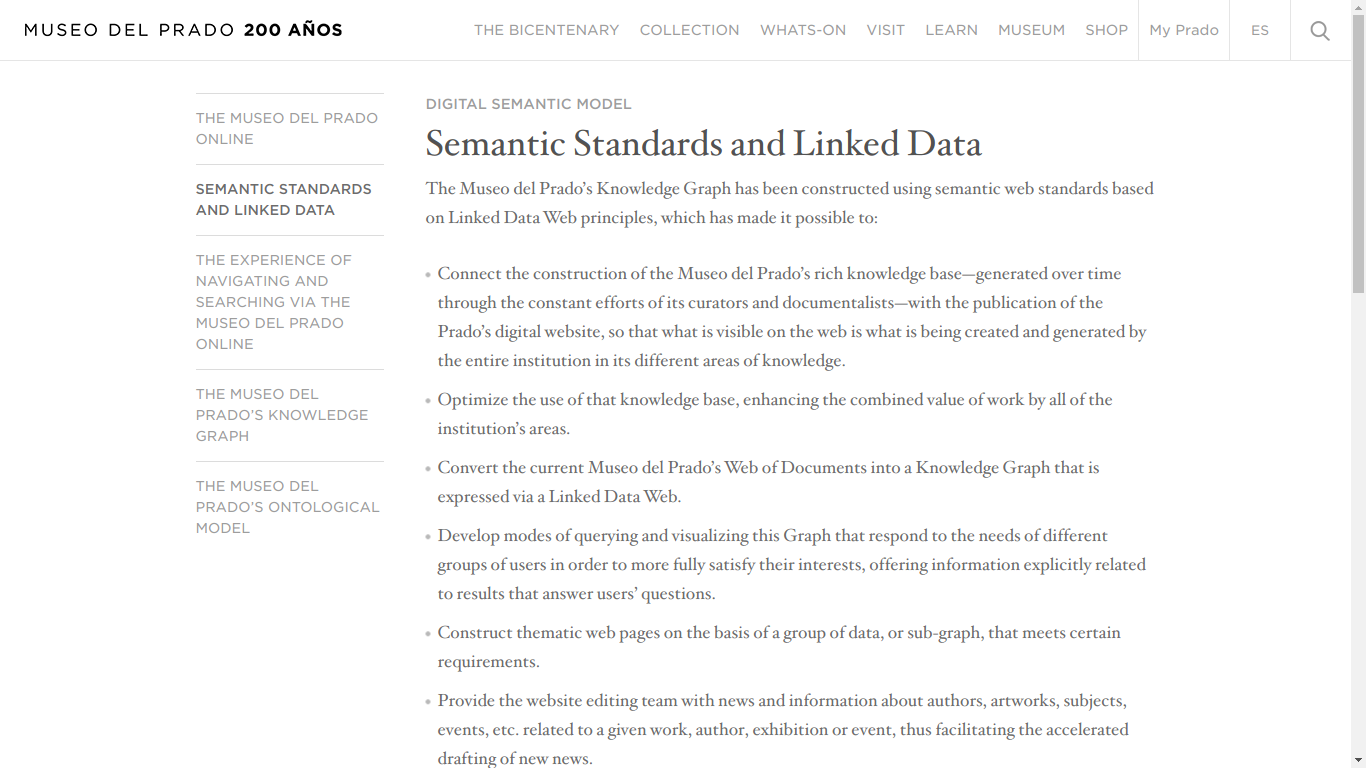 MUSEO DEL PRADO 200 AÑOS
THE BICENTENARY COLLECTION WHATS-ON VISIT LEARN MUSEUM SHOP My Prado ES
THE MUSEO DEL PRADO
ONLINE
SEMANTIC STANDARDS
AND LINKED DATA
THE EXPERIENCE OF
NAVIGATING AND
SEARCHING VIA THE
MUSEO DEL PRADO
ONLINE
THE MUSEO DEL
PRADO’S KNOWLEDGE
GRAPH
THE MUSEO DEL
PRADO’S ONTOLOGICAL
MODEL
DIGITAL SEMANTIC MODEL
Semantic Standards and Linked Data
The Museo del Prado’s Knowledge Graph has been constructed using semantic web standards based
on Linked Data Web principles, which has made it possible to:
• Connect the construction of the Museo del Prado’s rich knowledge base—generated over time
through the constant efforts of its curators and documentalists—with the publication of the
Prado’s digital website, so that what is visible on the web is what is being created and generated by
the entire institution in its different areas of knowledge.
• Optimize the use of that knowledge base, enhancing the combined value of work by all of the
institution’s areas.
• Convert the current Museo del Prado’s Web of Documents into a Knowledge Graph that is
expressed via a Linked Data Web.
• Develop modes of querying and visualizing this Graph that respond to the needs of different
groups of users in order to more fully satisfy their interests, offering information explicitly related
to results that answer users’ questions.
• Construct thematic web pages on the basis of a group of data, or sub-graph, that meets certain
requirements.
• Provide the website editing team with news and information about authors, artworks, subjects,
events, etc. related to a given work, author, exhibition or event, thus facilitating the accelerated
drafting of new news.